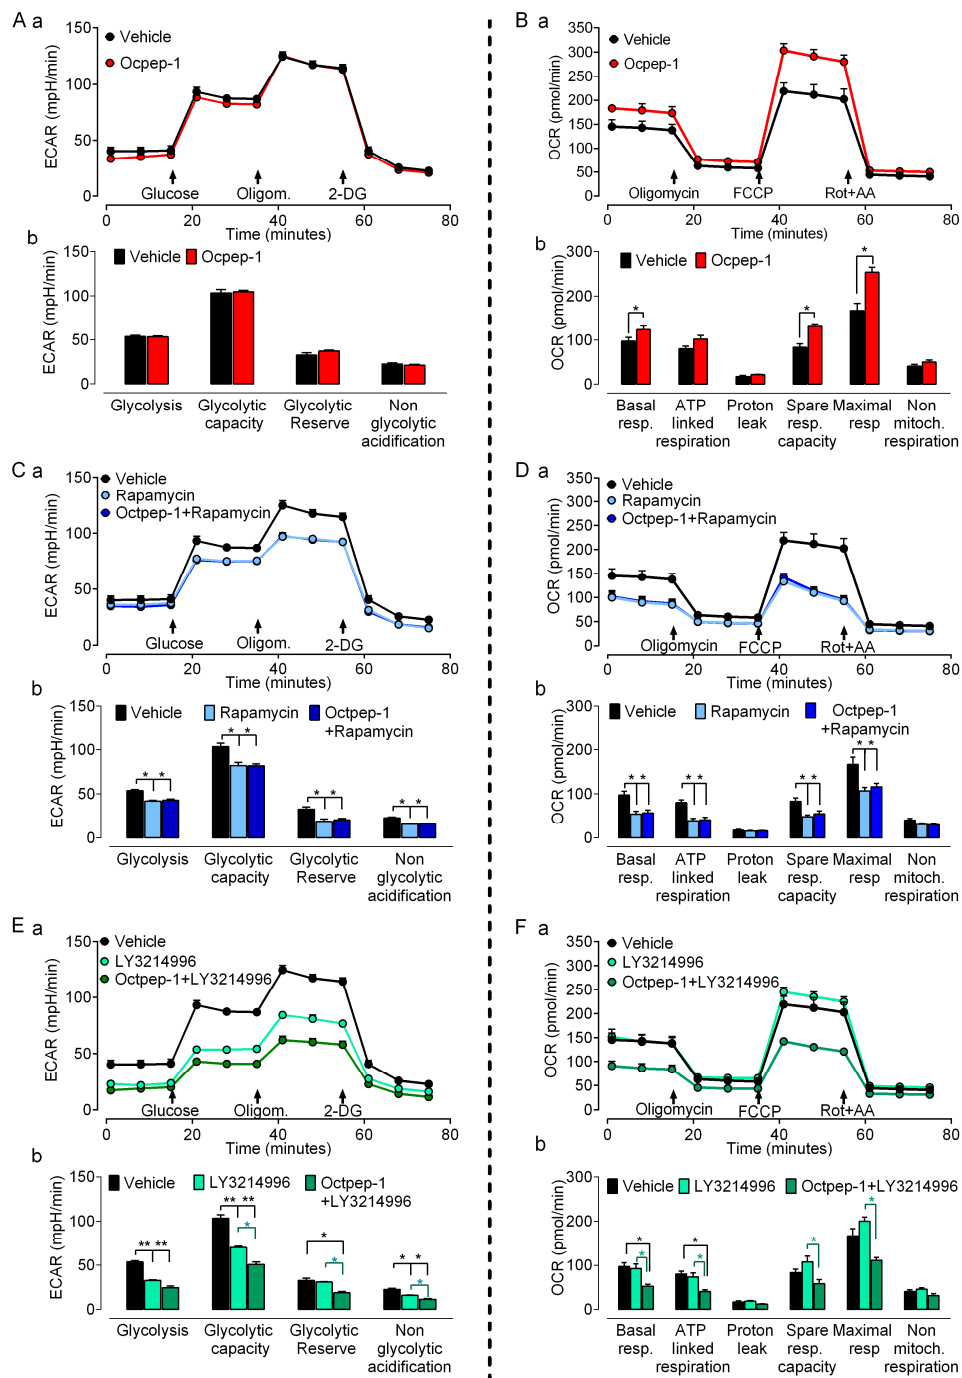 A a
Vehicle
Ocpep-1
ECAR (mpH/min)
150
100
50
0
Glucose
Oligom.
2-DG
0
20
40
60
80
Time (minutes)
b
Vehicle
Ocpep-1
ECAR (mpH/min)
150
100
50
0
Glycolysis
Glycolytic
capacity
Glycolytic
Reserve
Non
glycolytic
acidification
B a
Vehicle
Ocpep-1
OCR (pmol/min)
350
300
250
200
150
100
50
0
Oligomycin
FCCP
Rot+AA
0
20
40
60
80
Time (minutes)
b
Vehicle
Ocpep-1
OCR (pmol/min)
300
200
100
0
*
*
*
Basal
resp.
ATP
linked
respiration
Proton
leak
Spare
resp.
capacity
Maximal
resp
Non
mitoch.
respiration
C a
Vehicle
Rapamycin
Octpep-1+Rapamycin
ECAR (mpH/min)
150
100
50
0
Glucose
Oligom.
2-DG
0
20
40
60
80
Time (minutes)
b
Vehicle
Rapamycin
Octpep-1
+Rapamycin
ECAR (mpH/min)
150
100
50
0
* *
* *
* *
* *
Glycolysis
Glycolytic
capacity
Glycolytic
Reserve
Non
glycolytic
acidification
D a
Vehicle
Rapamycin
Octpep-1+Rapamycin
OCR (pmol/min)
350
300
250
200
150
100
50
0
Oligomycin
FCCP
Rot+AA
0
20
40
60
80
Time (minutes)
b
Vehicle
Rapamycin
Octpep-1
+Rapamycin
OCR (pmol/min)
300
200
100
0
* *
* *
* *
* *
Basal
resp.
ATP
linked
respiration
Proton
leak
Spare
resp.
capacity
Maximal
resp
Non
mitoch.
respiration
E a
Vehicle
LY3214996
Octpep-1+LY3214996
ECAR (mpH/min)
150
100
50
0
Glucose
Oligom.
2-DG
0
20
40
60
80
Time (minutes)
b
Vehicle
LY3214996
Octpep-1
+LY3214996
ECAR (mpH/min)
150
100
50
0
** **
** **
*
*
*
* *
*
Glycolysis
Glycolytic
capacity
Glycolytic
Reserve
Non
glycolytic
acidification
F a
Vehicle
LY3214996
Octpep-1+LY3214996
OCR (pmol/min)
350
300
250
200
150
100
50
0
Oligomycin
FCCP
Rot+AA
0
20
40
60
80
Time (minutes)
b
Vehicle
LY3214996
Octpep-1+LY3214996
OCR (pmol/min)
300
200
100
0
*
*
*
*
*
*
Basal
resp.
ATP
linked
respiration
Proton
leak
Spare
resp.
capacity
Maximal
resp
Non
mitoch.
respiration